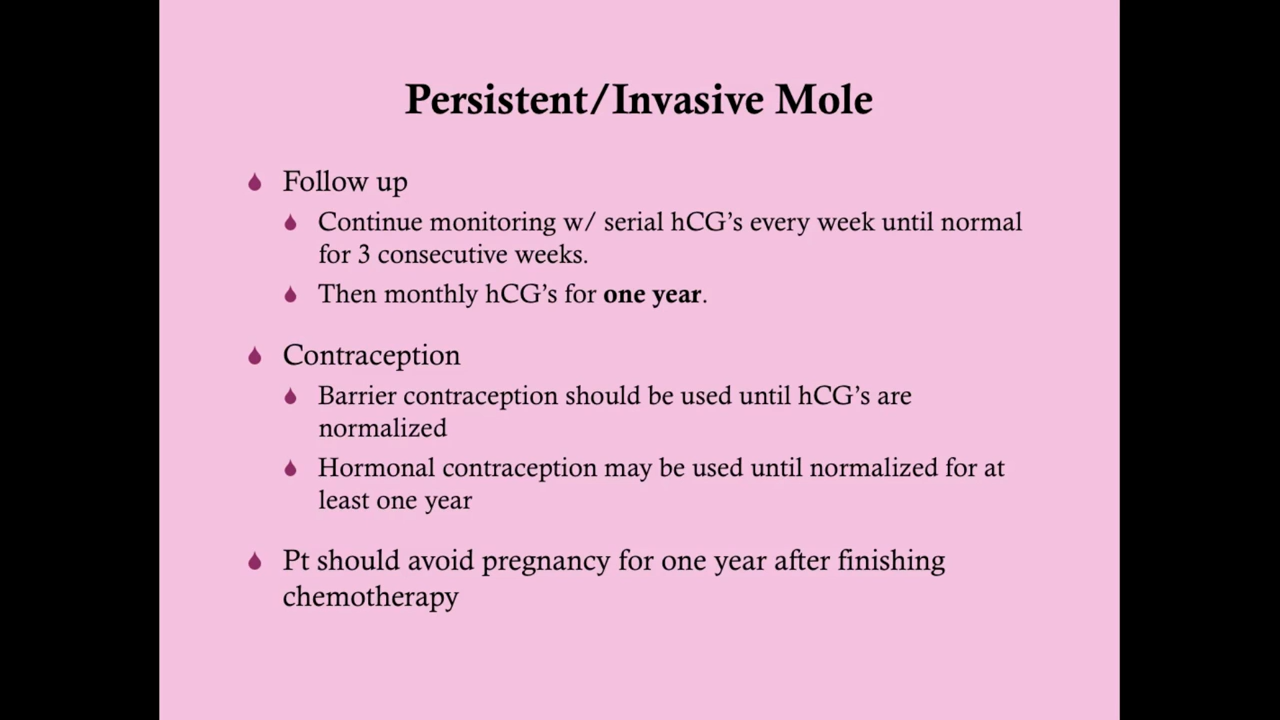 Persistent/Invasive Mole
Follow up
Continue monitoring w/ serial hCG’s every week until normal
for 3 consecutive weeks.
Then monthly hCG’s for one year.
Contraception
Barrier contraception should be used until hCG’s are
normalized
Hormonal contraception may be used until normalized for at
least one year
Pt should avoid pregnancy for one year after finishing
chemotherapy